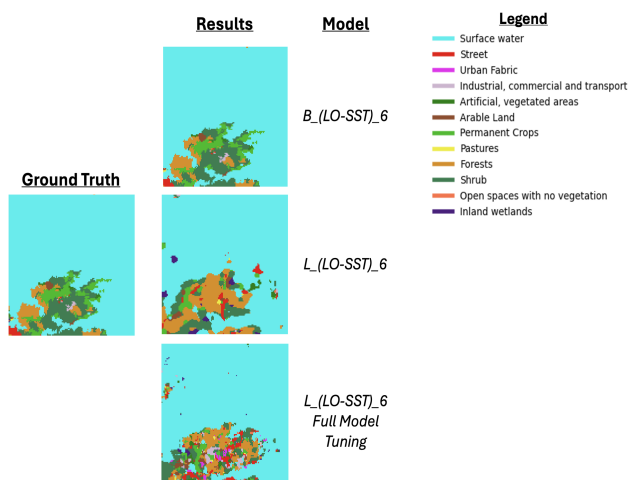 Results
Model
Legend
Surface water
Street
Urban Fabric
Industrial, commercial and transport
Artificial, vegetated areas
Arable Land
Permanent Crops
Pastures
Forests
Shrub
Open spaces with no vegetation
Inland wetlands
B_(LO-SST)_6
Ground Truth
L_(LO-SST)_6
L_(LO-SST)_6
Full Model
Tuning